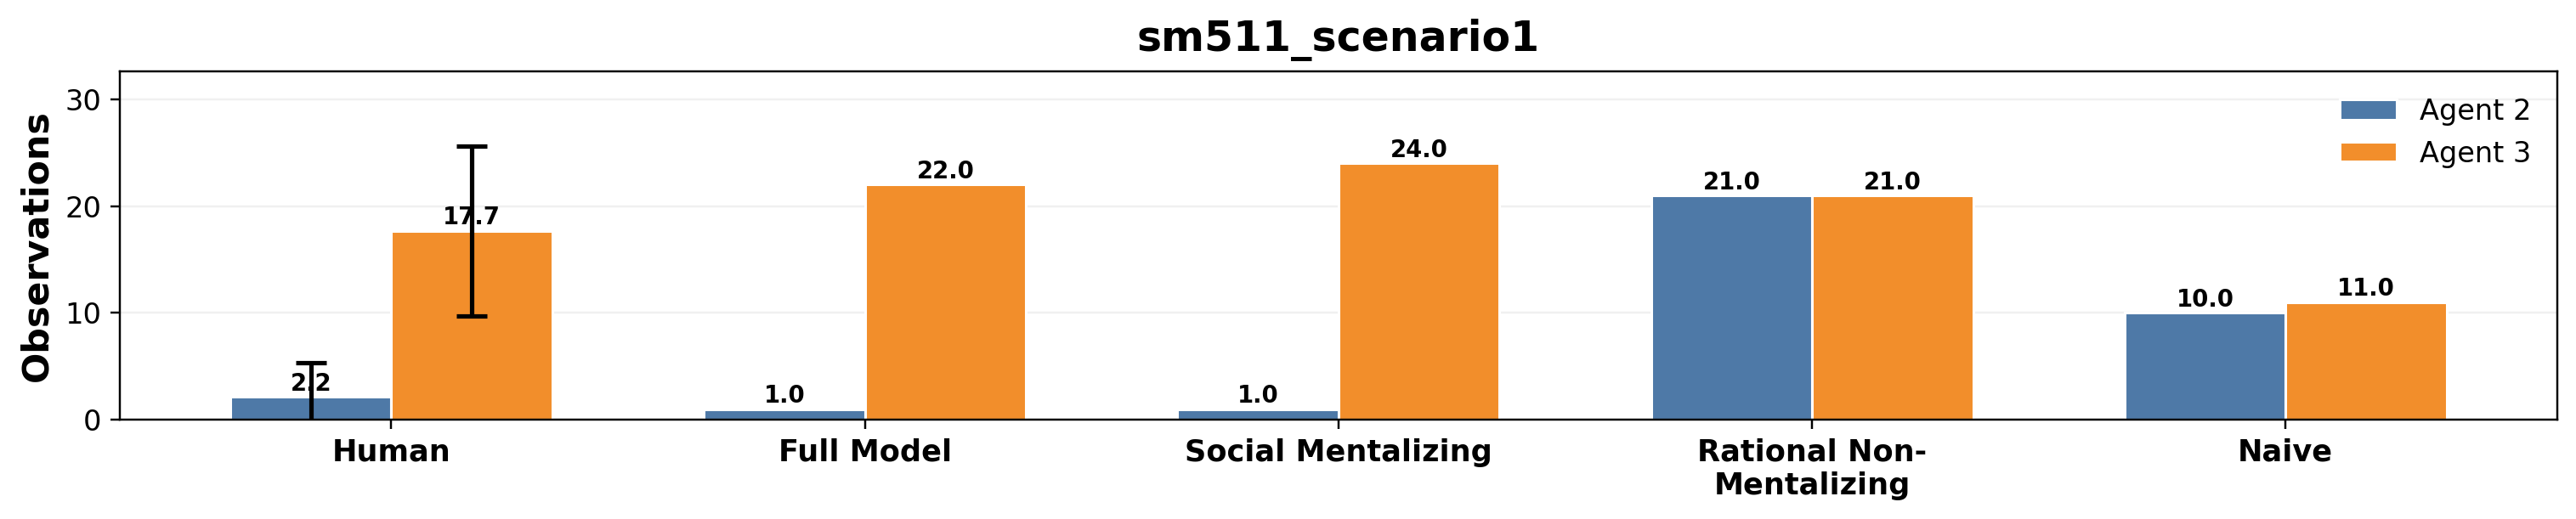 sm511_scenario1
Observations
30
20
10
0
Agent 2
Agent 3
2.2
17.7
1.0
22.0
1.0
24.0
21.0
21.0
10.0
11.0
Human
Full Model
Social Mentalizing
Rational Non-
Mentalizing
Naive